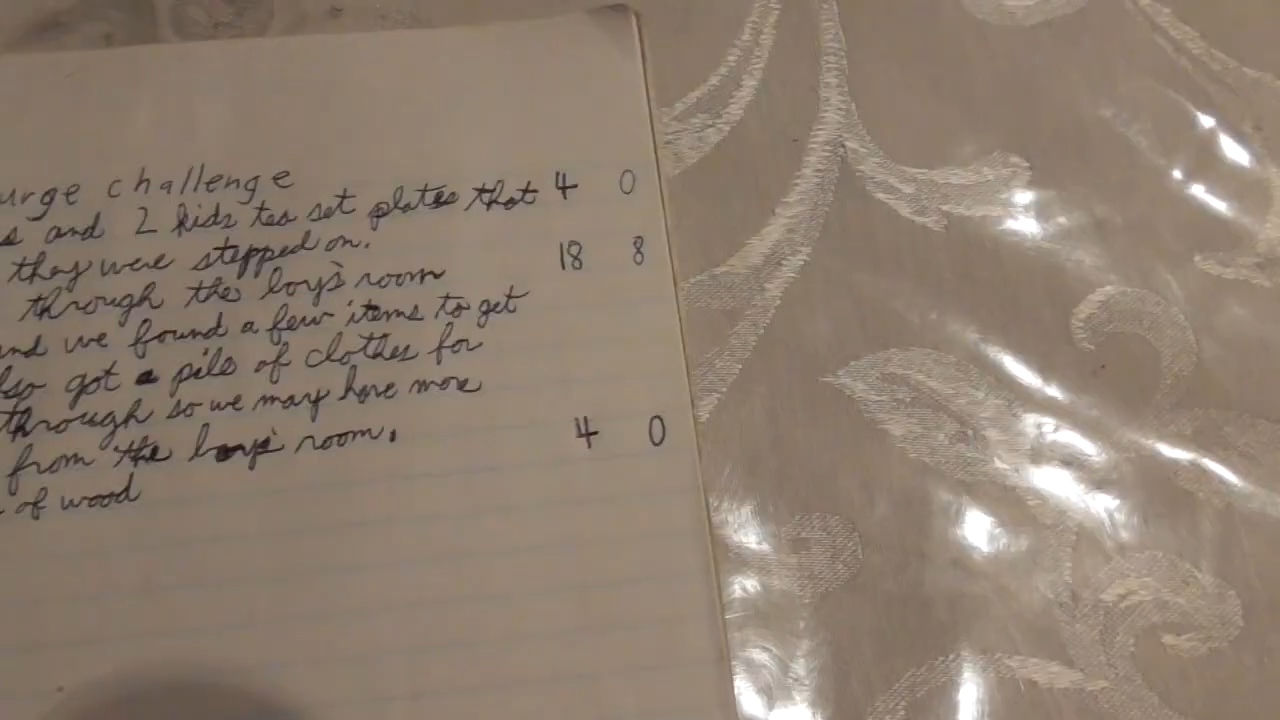 urge challenge
s and 2 kids tea set plates that 4 0
they were stepped on.
through the boy's room 18 8
nd we found a few items to get
lso got a pile of clothes for
through so we may have more
from the boy's room.
of wood 4 0